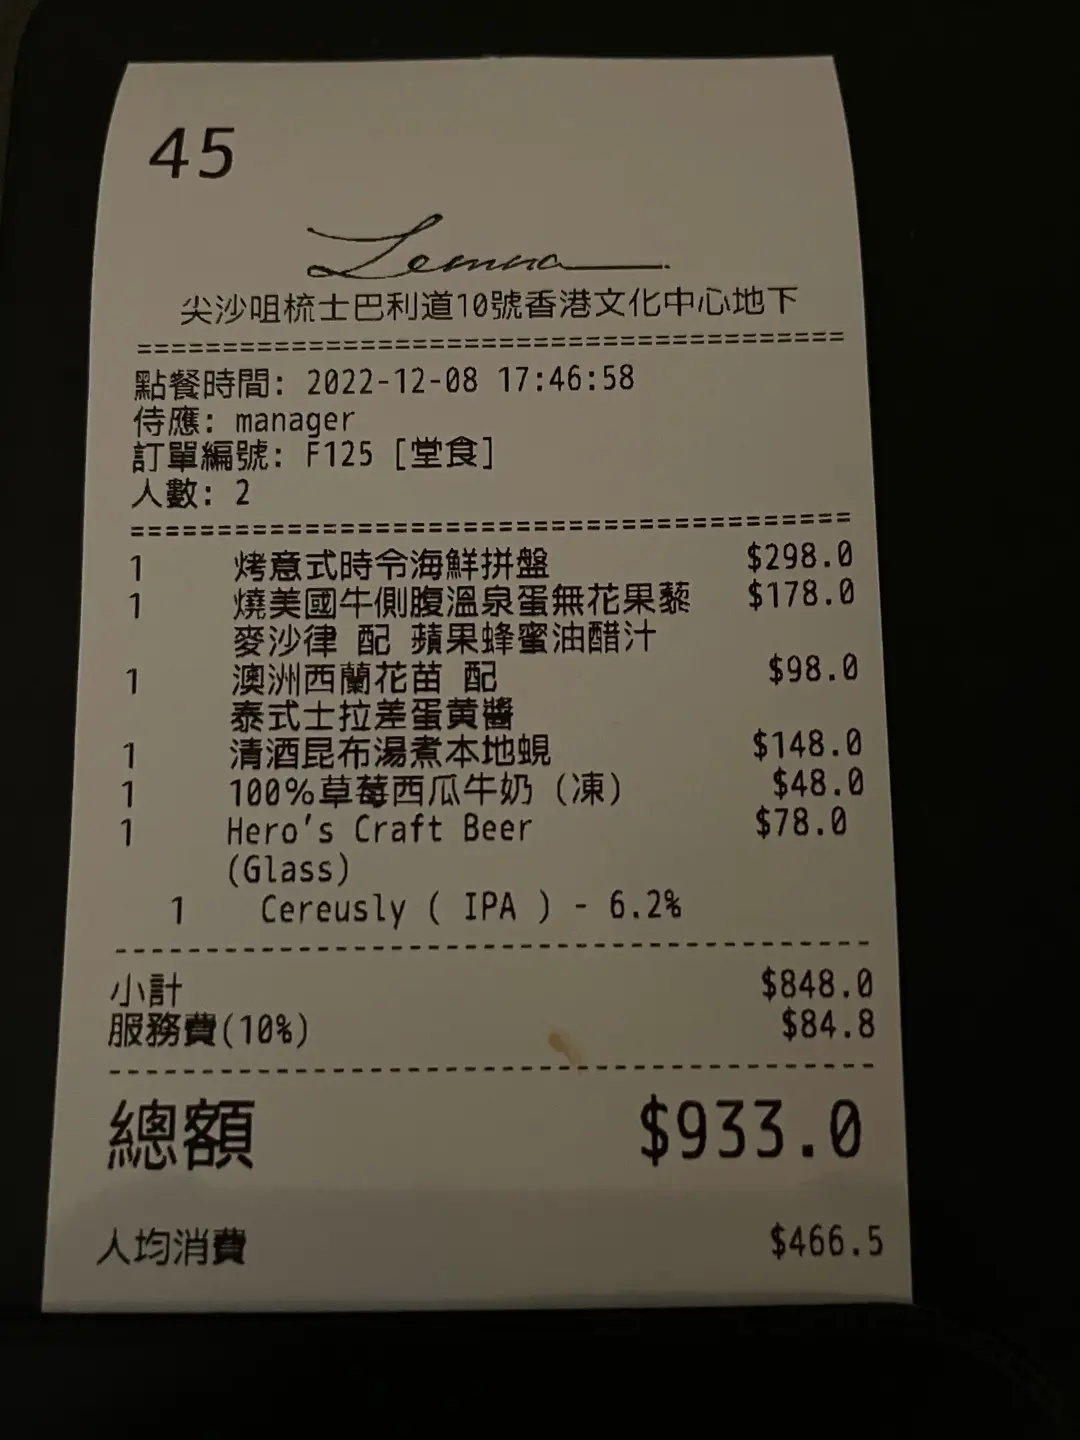 45
Lemna
尖沙咀梳士巴利道10號香港文化中心地下
=========================================
點餐時間: 2022-12-08 17:46:58
侍應: manager
訂單編號: F125 [堂食]
人數: 2
=========================================
1 烤意式時令海鮮拼盤 $298.0
1 燒美國牛側腹溫泉蛋無花果藜 $178.0
麥沙律 配 蘋果蜂蜜油醋汁
1 澳洲西蘭花苗 配 $98.0
泰式士拉差蛋黄醬
1 清酒昆布湯煮本地蜆 $148.0
1 100%草莓西瓜牛奶 (凍) $48.0
1 Hero's Craft Beer $78.0
(Glass)
1 Cereusly ( IPA ) - 6.2%
-----------------------------------------
小計 $848.0
服務費(10%) $84.8
-----------------------------------------
總額 $933.0
人均消費 $466.5